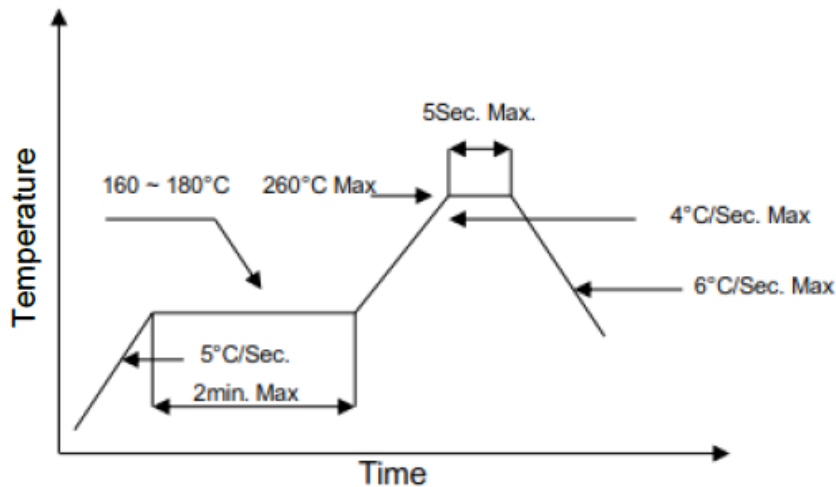 5Sec. Max.
160 ~ 180°C
260°C Max
4°C/Sec. Max
6°C/Sec. Max
5°C/Sec.
2min. Max
Temperature
Time